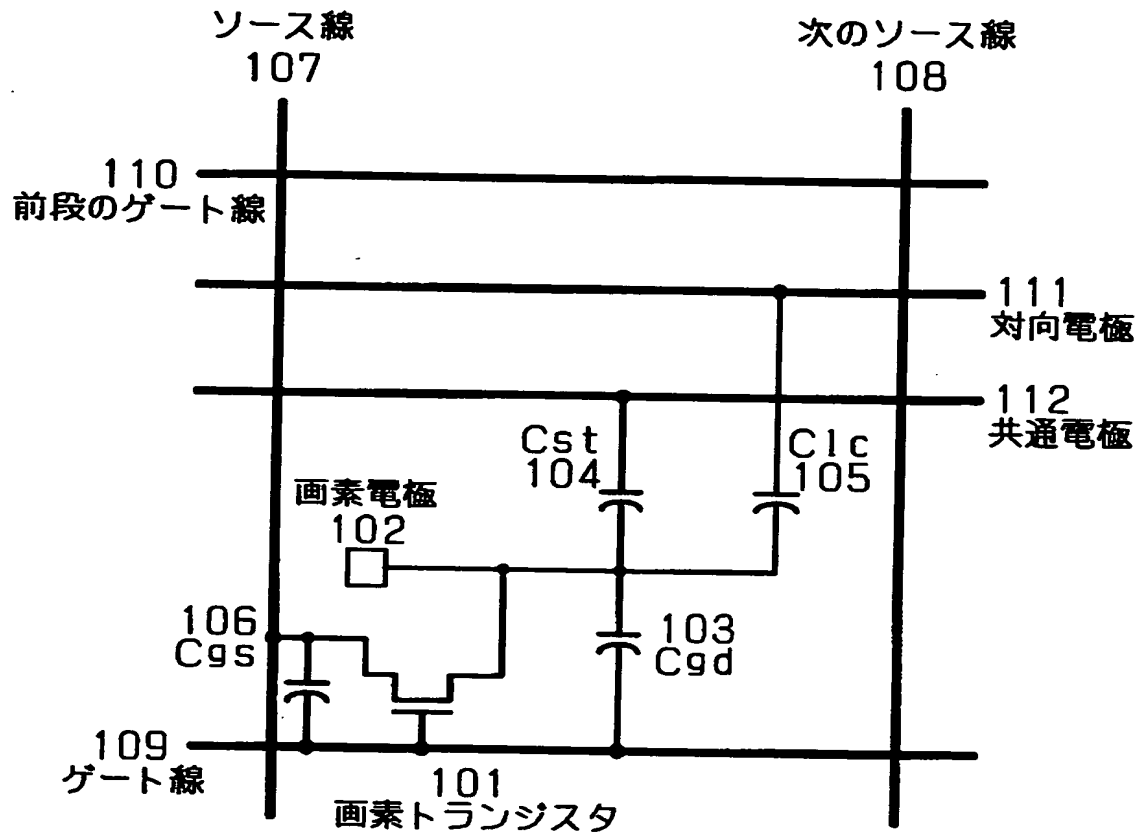 ソース線
107
次のソース線
108
110
前段のゲート線
111
対向電極
112
共通電極
Cst
104
Clc
105
画素電極
102
106
Cgs
103
Cgd
109
ゲート線
101
画素トランジスタ